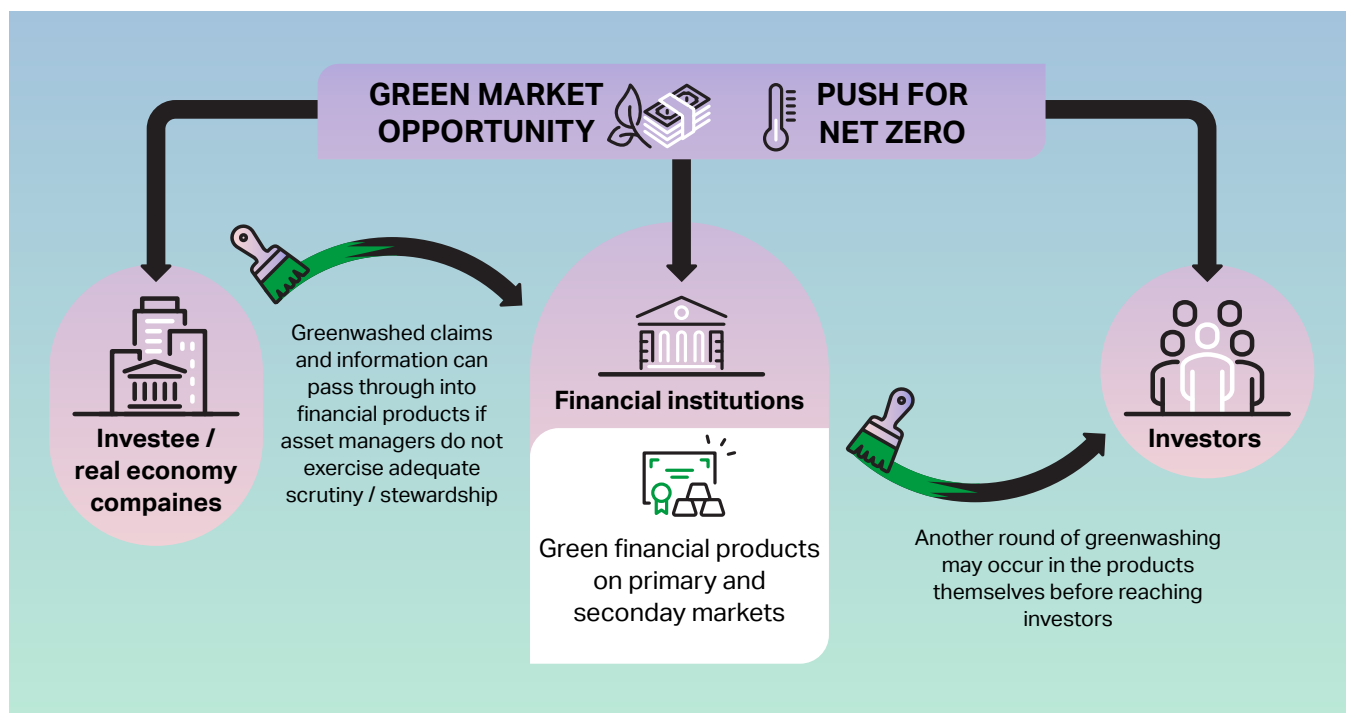 GREEN MARKET
OPPORTUNITY
PUSH FOR
NET ZERO
Greenwashed claims
and information can
pass through into
financial products if
asset managers do not
exercise adequate
scrutiny / stewardship
Investee /
real economy
compaines
Financial institutions
Green financial products
on primary and
seconday markets
Investors
Another round of greenwashing
may occur in the products
themselves before reaching
investors